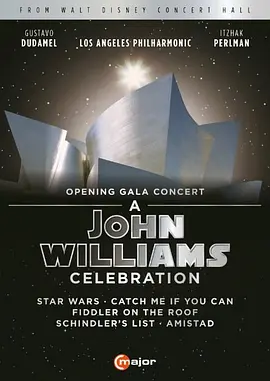 FROM WALT DISNEY CONCERT HALL
GUSTAVO
DUDAMEL
LOS ANGELES PHILHARMONIC
ITZHAK
PERLMAN
OPENING GALA CONCERT
A
JOHN
WILLIAMS
CELEBRATION
STAR WARS · CATCH ME IF YOU CAN
FIDDLER ON THE ROOF
SCHINDLER'S LIST · AMISTAD
C major